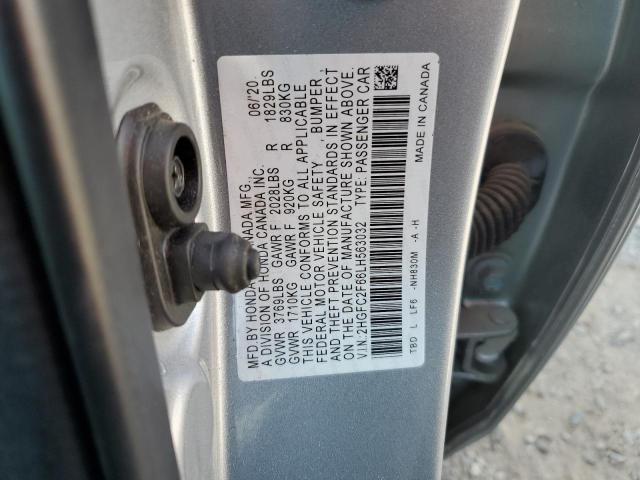 MFD.BY HONDA CANADA MFG. 06/20
A DIVISION OF HONDA CANADA INC.
GVWR 3769LBS GAWR F 2028LBS R 1829LBS
GVWR 1710KG GAWR F 920KG R 830KG
THIS VEHICLE CONFORMS TO ALL APPLICABLE
FEDERAL MOTOR VEHICLE SAFETY BUMPER,
AND THEFT PREVENTION STANDARDS IN EFFECT
ON THE DATE OF MANUFACTURE SHOWN ABOVE.
V.I.N.:2HGFC2F66LH563032 TYPE: PASSENGER CAR
TBD L LF6 -NH830M -A -H
MADE IN CANADA